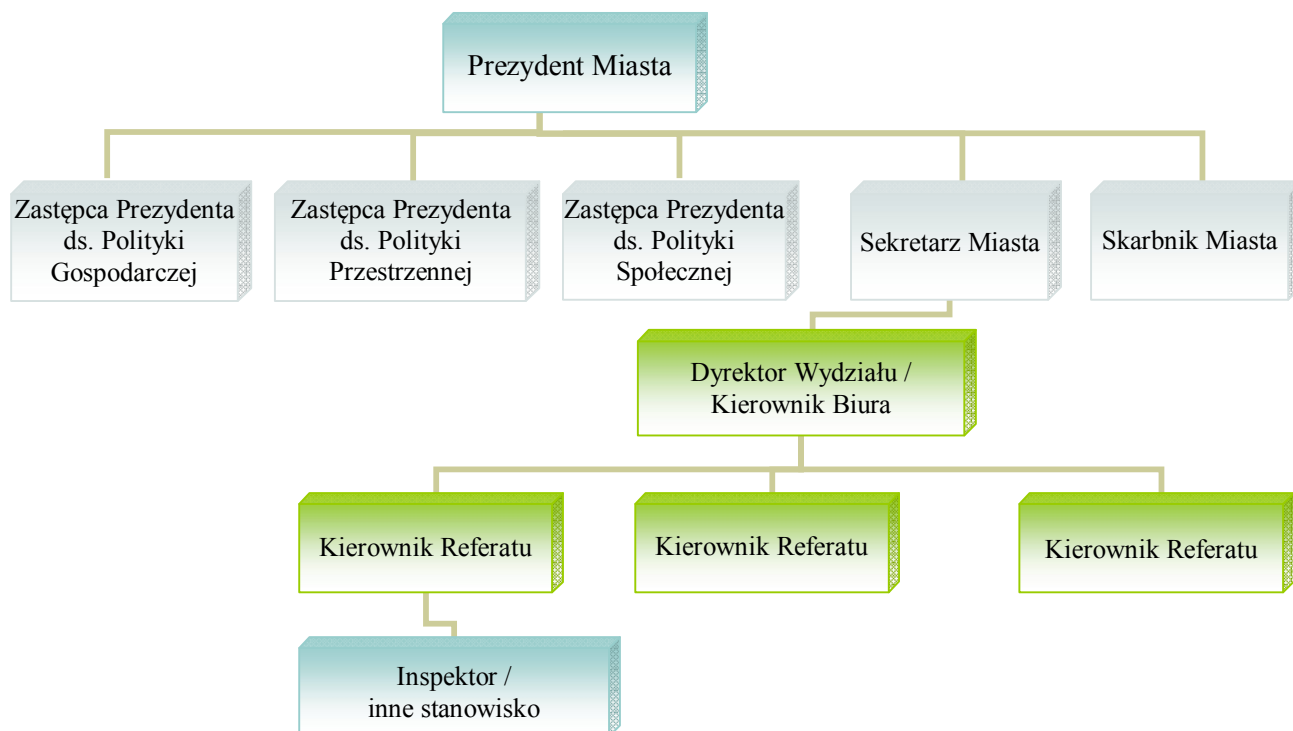 Prezydent Miasta
Zastępca Prezydenta
ds. Polityki
Gospodarczej
Zastępca Prezydenta
ds. Polityki
Przestrzennej
Zastępca Prezydenta
ds. Polityki
Społecznej
Sekretarz Miasta
Skarbnik Miasta
Dyrektor Wydziału /
Kierownik Biura
Kierownik Referatu
Kierownik Referatu
Kierownik Referatu
Inspektor /
inne stanowisko